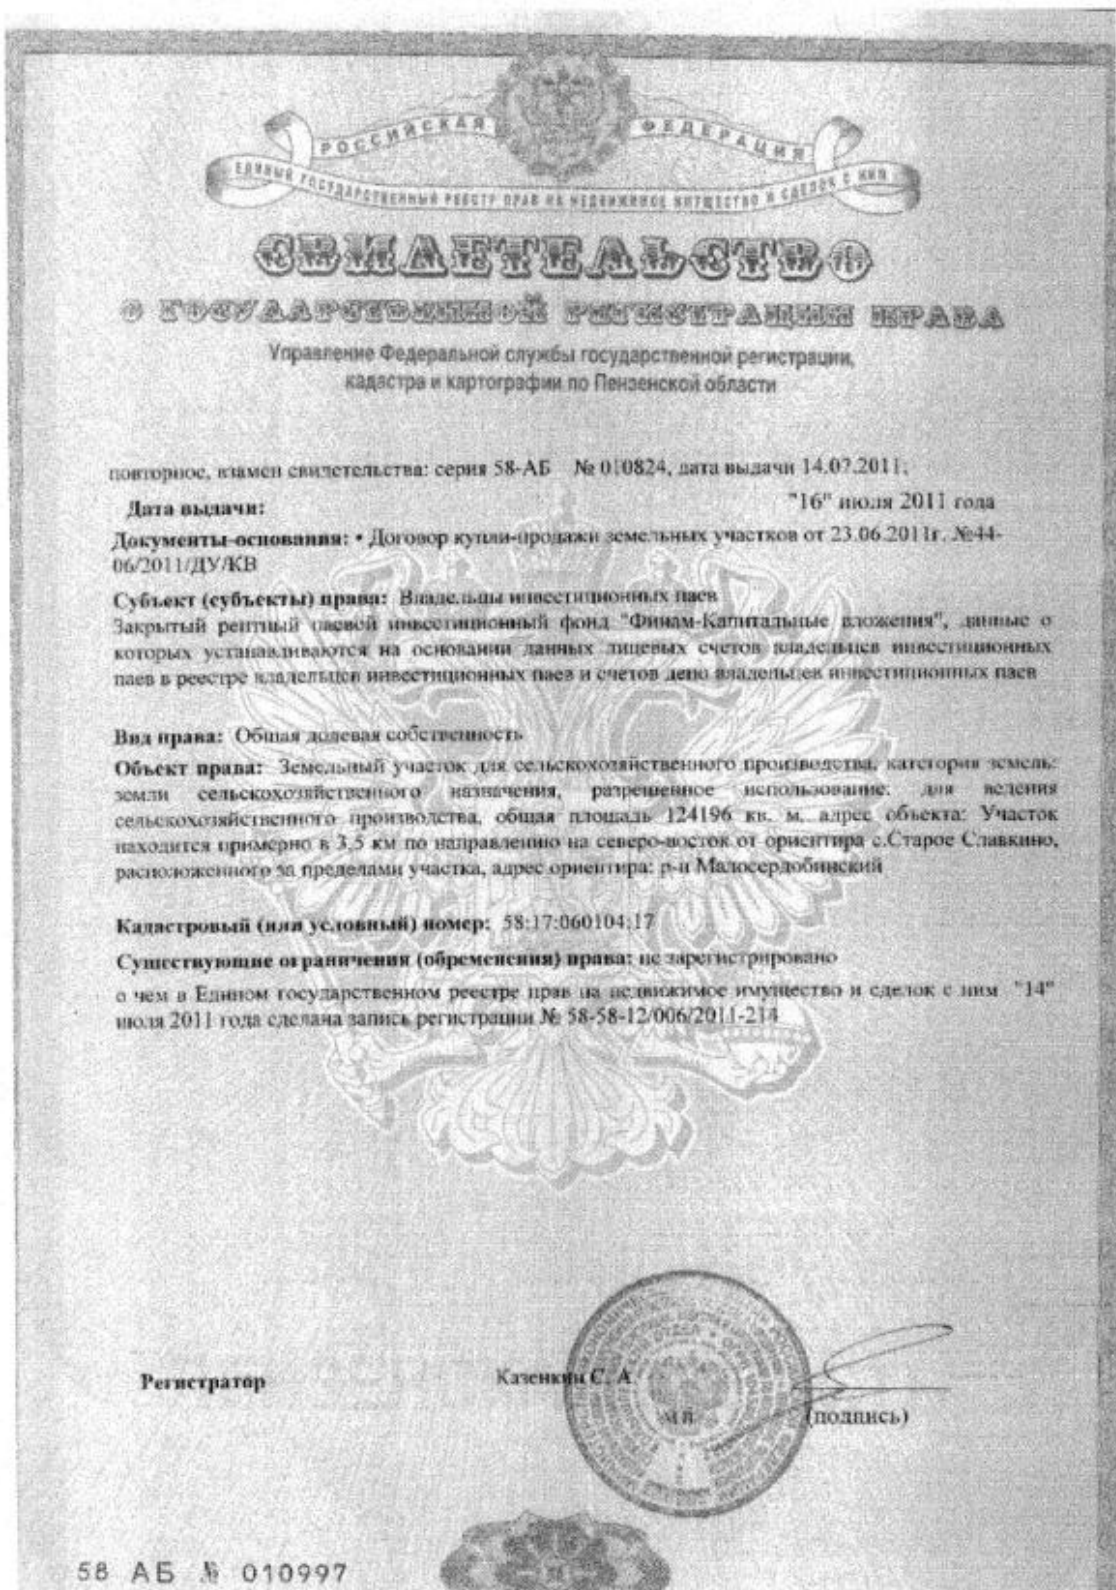 РОССИЙСКАЯ ФЕДЕРАЦИЯ
ЕДИНЫЙ ГОСУДАРСТВЕННЫЙ РЕЕСТР ПРАВ НА НЕДВИЖИМОЕ ИМУЩЕСТВО И СДЕЛОК С НИМ
СВИДЕТЕЛЬСТВО
О ГОСУДАРСТВЕННОЙ РЕГИСТРАЦИИ ПРАВА
Управление Федеральной службы государственной регистрации,
кадастра и картографии по Пензенской области
повторное, взамен свидетельства: серия 58-АБ № 010824, дата выдачи 14.07.2011,
Дата выдачи: "16" июля 2011 года
Документы-основания: • Договор купли-продажи земельных участков от 23.06.2011г. №44-
06/2011/ДУ/КВ
Субъект (субъекты) права: Владельцы инвестиционных паев
Закрытый рентный паевой инвестиционный фонд "Финам-Капитальные вложения", данные о
которых устанавливаются на основании данных лицевых счетов владельцев инвестиционных
паев в реестре владельцев инвестиционных паев и счетов депо владельцев инвестиционных паев
Вид права: Общая долевая собственность
Объект права: Земельный участок для сельскохозяйственного производства, категория земель:
земли сельскохозяйственного назначения, разрешенное использование: для ведения
сельскохозяйственного производства, общая площадь 124196 кв. м, адрес объекта: Участок
находится примерно в 3,5 км по направлению на северо-восток от ориентира с.Старое Славкино,
расположенного за пределами участка, адрес ориентира: р-н Малосердобинский
Кадастровый (или условный) номер: 58:17:060104:17
Существующие ограничения (обременения) права: не зарегистрировано
о чем в Едином государственном реестре прав на недвижимое имущество и сделок с ним "14"
июля 2011 года сделана запись регистрации № 58-58-12/006/2011-214
Регистратор Казенкин С. А.
м.п. (подпись)
58 АБ № 010997